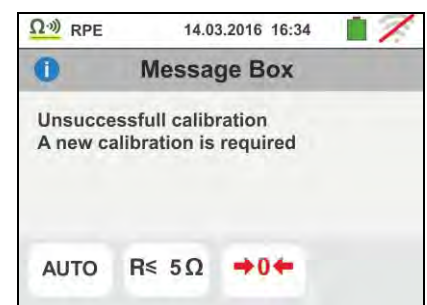 Ω RPE 14.03.2016 16:34
i Message Box
Unsuccessfull calibration
A new calibration is required
AUTO R≤ 5Ω →0←